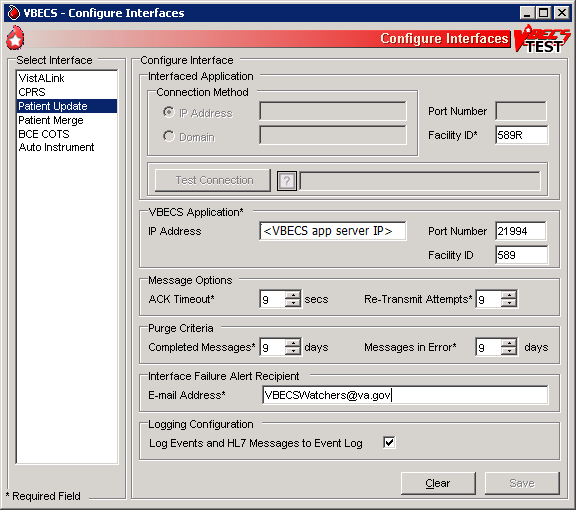 VBECS - Configure Interfaces
Configure Interfaces
VBECS
TEST
Select Interface
VistALink
CPRS
Patient Update
Patient Merge
BCE COTS
Auto Instrument
* Required Field
Configure Interface
Interfaced Application
Connection Method
IP Address
Domain
Port Number
Facility ID* 589R
Test Connection ?
VBECS Application*
IP Address <VBECS app server IP> Port Number 21994
Facility ID 589
Message Options
ACK Timeout* 9 secs Re-Transmit Attempts* 9
Purge Criteria
Completed Messages* 9 days Messages in Error* 9 days
Interface Failure Alert Recipient
E-mail Address* VBECSWatchers@va.gov
Logging Configuration
Log Events and HL7 Messages to Event Log
Clear Save